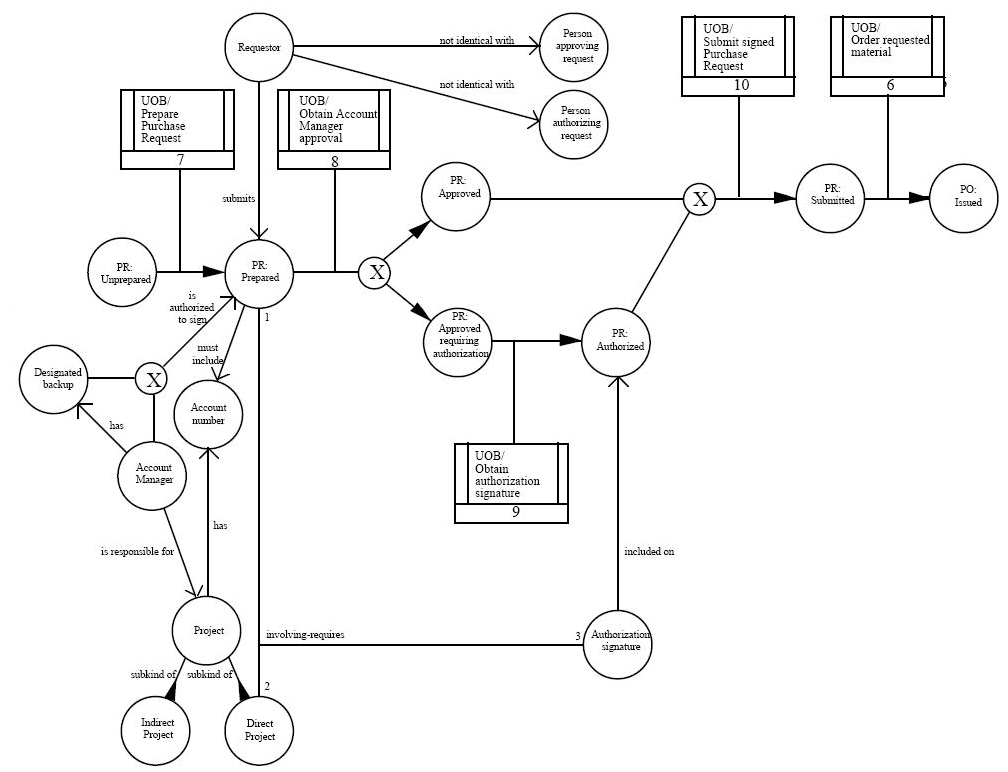 Requestor
not identical with
Person
approving
request
not identical with
Person
authorizing
request
UOB/
Submit signed
Purchase
Request
10
UOB/
Order requested
material
6
UOB/
Prepare
Purchase
Request
7
UOB/
Obtain Account
Manager
approval
8
submits
PR:
Approved
X
PR:
Submitted
PO:
Issued
PR:
Unprepared
PR:
Prepared
X
1
is
authorized
to sign
must
include
PR:
Approved
requiring
authorization
PR:
Authorized
Designated
backup
X
Account
number
has
Account
Manager
UOB/
Obtain
authorization
signature
9
has
is responsible for
included on
Project
involving-requires
3
Authorization
signature
subkind of
subkind of
2
Indirect
Project
Direct
Project